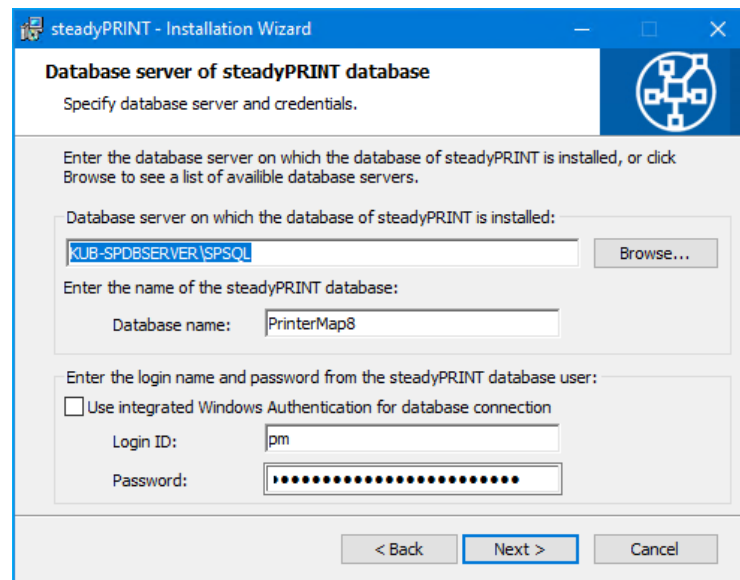 steadyPRINT - Installation Wizard
Database server of steadyPRINT database
Specify database server and credentials.
Enter the database server on which the database of steadyPRINT is installed, or click
Browse to see a list of availible database servers.
Database server on which the database of steadyPRINT is installed:
KUB-SPDBSERVER\SPSQL
Browse...
Enter the name of the steadyPRINT database:
Database name: PrinterMap8
Enter the login name and password from the steadyPRINT database user:
Use integrated Windows Authentication for database connection
Login ID: pm
Password:
< Back Next > Cancel